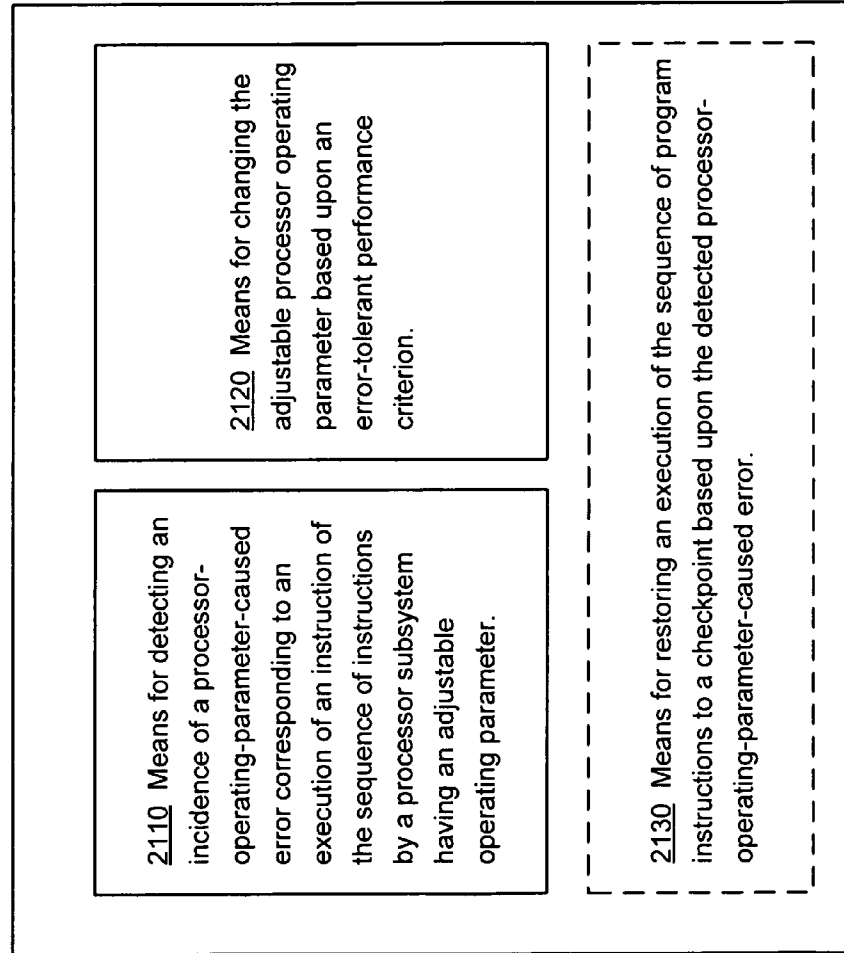 2110 Means for detecting an
incidence of a processor-
operating-parameter-caused
error corresponding to an
execution of an instruction of
the sequence of instructions
by a processor subsystem
having an adjustable
operating parameter.
2120 Means for changing the
adjustable processor operating
parameter based upon an
error-tolerant performance
criterion.
2130 Means for restoring an execution of the sequence of program
instructions to a checkpoint based upon the detected processor-
operating-parameter-caused error.